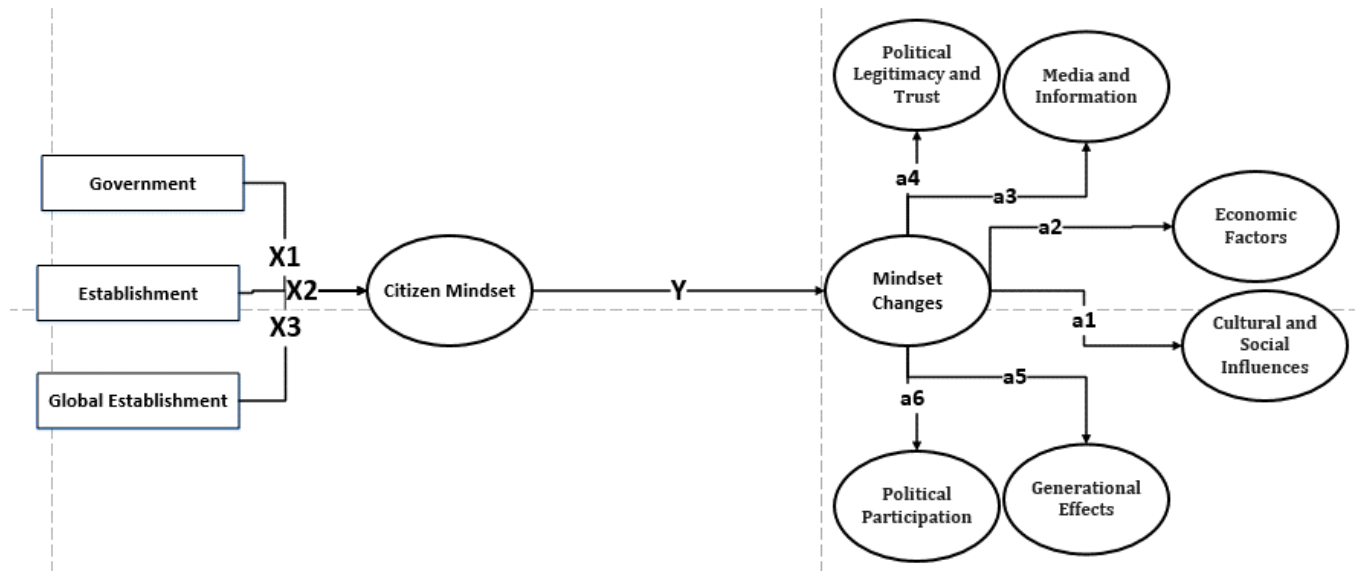 Government
Establishment
Global Establishment
X1
X2
X3
Citizen Mindset
Y
Mindset
Changes
a4
a3
a2
a1
a5
a6
Political
Legitimacy and
Trust
Media and
Information
Economic
Factors
Cultural and
Social
Influences
Generational
Effects
Political
Participation